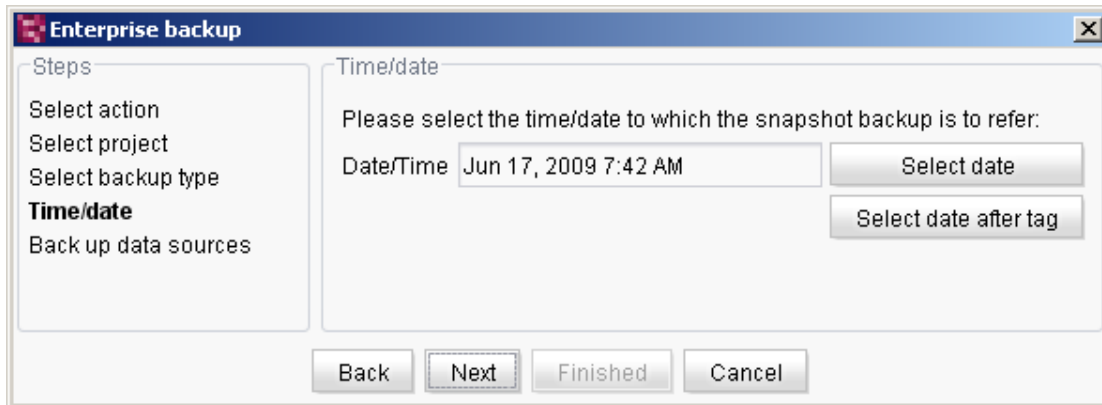 Enterprise backup
Steps
Select action
Select project
Select backup type
Time/date
Back up data sources
Time/date
Please select the time/date to which the snapshot backup is to refer:
Date/Time Jun 17, 2009 7:42 AM Select date
Select date after tag
Back Next Finished Cancel